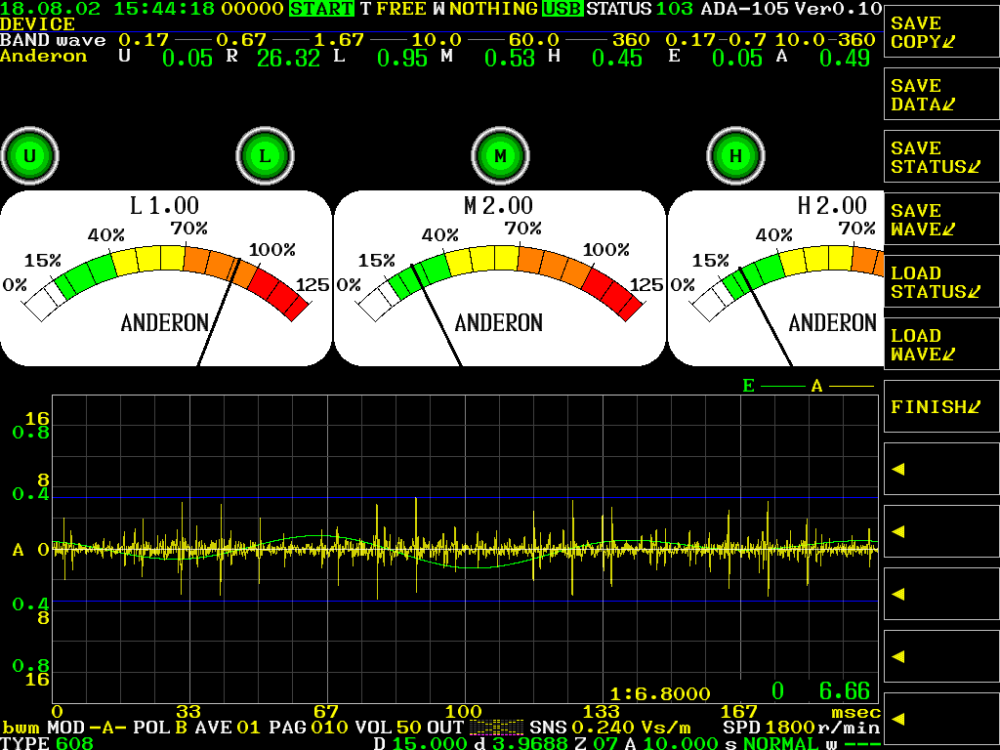 18.08.02 15:44:18 00000 START T FREE W NOTHING USB STATUS 103 ADA-105 Ver0.10
DEVICE
BAND wave 0.17 0.67 1.67 10.0 60.0 360 0.17-0.7 10.0-360
Anderon U 0.05 R 26.32 L 0.95 M 0.53 H 0.45 E 0.05 A 0.49
SAVE
COPY
SAVE
DATA
SAVE
STATUS
SAVE
WAVE
LOAD
STATUS
LOAD
WAVE
FINISH
U L M H
L 1.00
0% 15% 40% 70% 100% 125
ANDERON
M 2.00
0% 15% 40% 70% 100% 125
ANDERON
H 2.00
0% 15% 40% 70%
ANDERON
E A
16
0.8
8
0.4
A 0
0.4
8
0.8
16
1:6.8000 0 6.66
0 33 67 100 133 167 msec
bwm MOD -A- POL B AVE 01 PAG 010 VOL 50 OUT SNS 0.240 Vs/m SPD 1800 r/min
TYPE 608 D 15.000 d 3.9688 Z 07 A 10.000 s NORMAL w ---